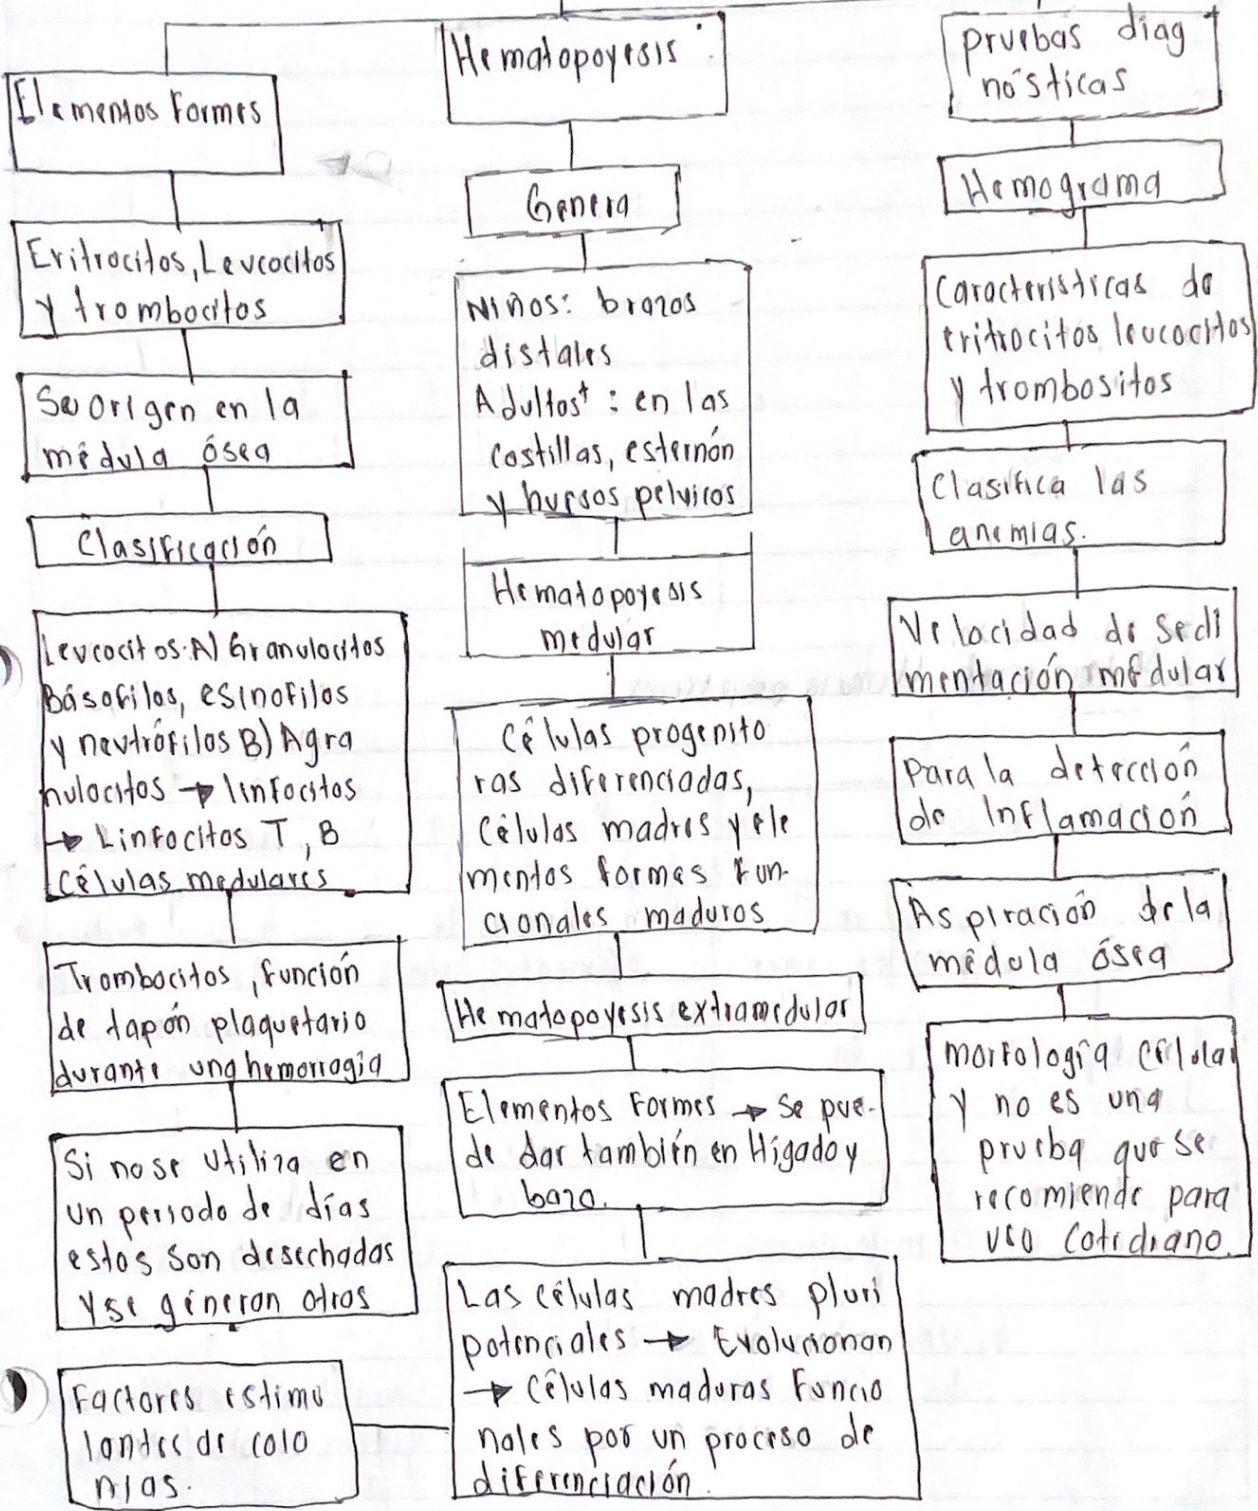 Elementos Formes
Eritrocitos, Leucocitos
y trombocitos
Se origen en la
médula ósea
Clasificación
Leucocitos: A) Granulocitos
Básofilos, esinofilos
y neutrófilos B) Agra
nulocitos → linfocitos
→ Linfocitos T, B
Células medulares
Trombocitos, función
de tapón plaquetario
durante una hemorragia
Si no se utiliza en
un periodo de días
estos son desechados
y se géneran otros
Factores estimu
lantes de colo
nias.
Hematopoyesis
Genera
Niños: brazos
distales
Adultos+: en las
costillas, esternón
y huesos pelvicos
Hematopoyesis
medular
Células progenito
ras diferenciadas,
Células madres y ele
mentos formes fun-
cionales maduros
Hematopoyesis extramedular
Elementos Formes → Se pue-
de dar también en Hígado y
bazo.
Las células madres pluri
potenciales → Evolucionan
→ Células maduras Funcio
nales por un proceso de
diferenciación.
pruebas diag
nósticas
Hemograma
Caracteristicas de
eritrocitos leucocitos
y trombositos
Clasifica las
anemias.
Velocidad de Sedi
mentación medular
Para la detección
de Inflamación
Aspiración de la
médula ósea
morfología célular
y no es una
prueba que se
recomiende para
uso cotidiano.